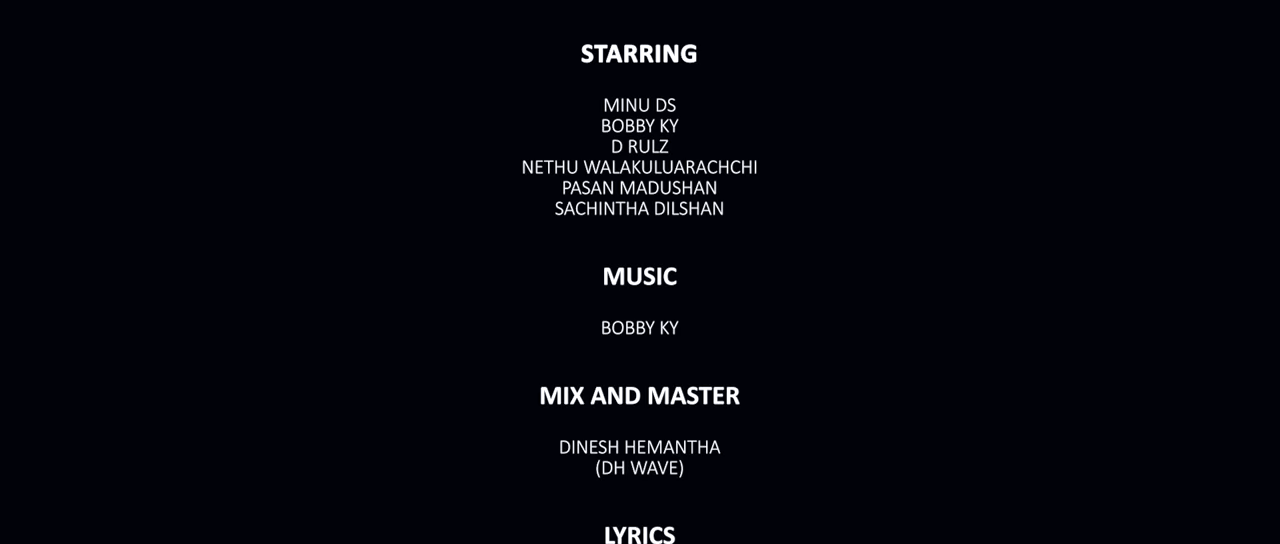 STARRING
MINU DS
BOBBY KY
D RULZ
NETHU WALAKULUARACHCHI
PASAN MADUSHAN
SACHINTHA DILSHAN
MUSIC
BOBBY KY
MIX AND MASTER
DINESH HEMANTHA
(DH WAVE)
LYRICS